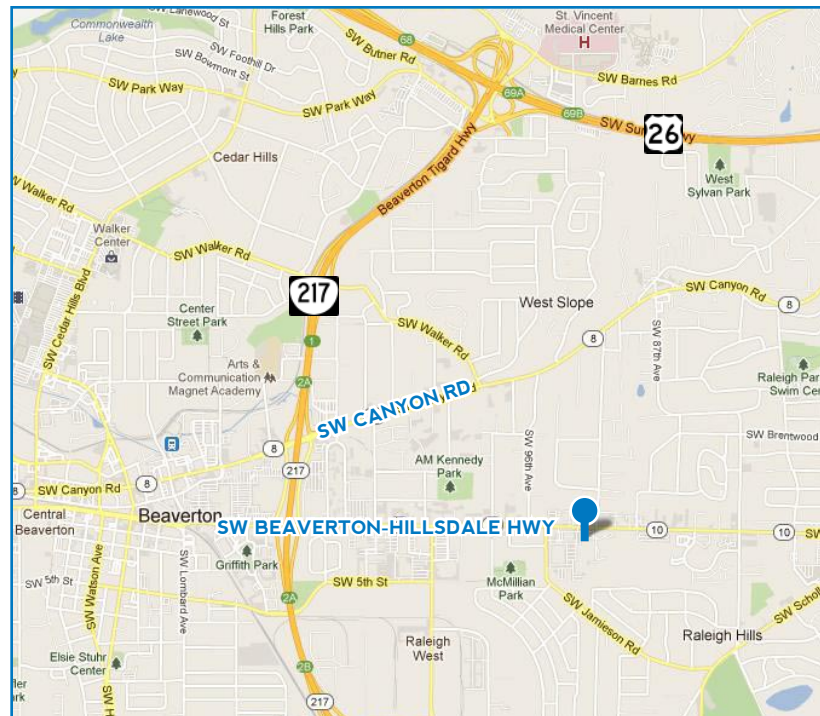 SW Lanewood St
Commonwealth
Lake
Forest
Hills Park
SW Foothill Dr
SW Bowmont St
SW Butner Rd
68
St. Vincent
Medical Center
H
SW Barnes Rd
SW Park Way
SW Park Way
69A
69B
26
Beaverton Tigard Hwy
Cedar Hills
West
Sylvan Park
SW Walker Rd
Walker
Center
SW Walker Rd
217
SW Cedar Hills Blvd
Center
Street Park
1
SW Walker Rd
West Slope
SW Canyon Rd
8
8
SW 87th Ave
Arts &
Communication
Magnet Academy
2A
SW CANYON RD
Raleigh Par
Swim Cen
8
217
SW Brentwood
AM Kennedy
Park
SW 96th Ave
SW Canyon Rd
8
Central
Beaverton
Beaverton
SW BEAVERTON-HILLSDALE HWY
10
10
SW
Griffith Park
SW 5th St
SW Watson Ave
SW Lombard Ave
2A
SW 5th St
McMillian
Park
SW Jamieson Rd
SW Scholl
Raleigh Hills
Raleigh
West
Elsie Stuhr
Center
2B
217